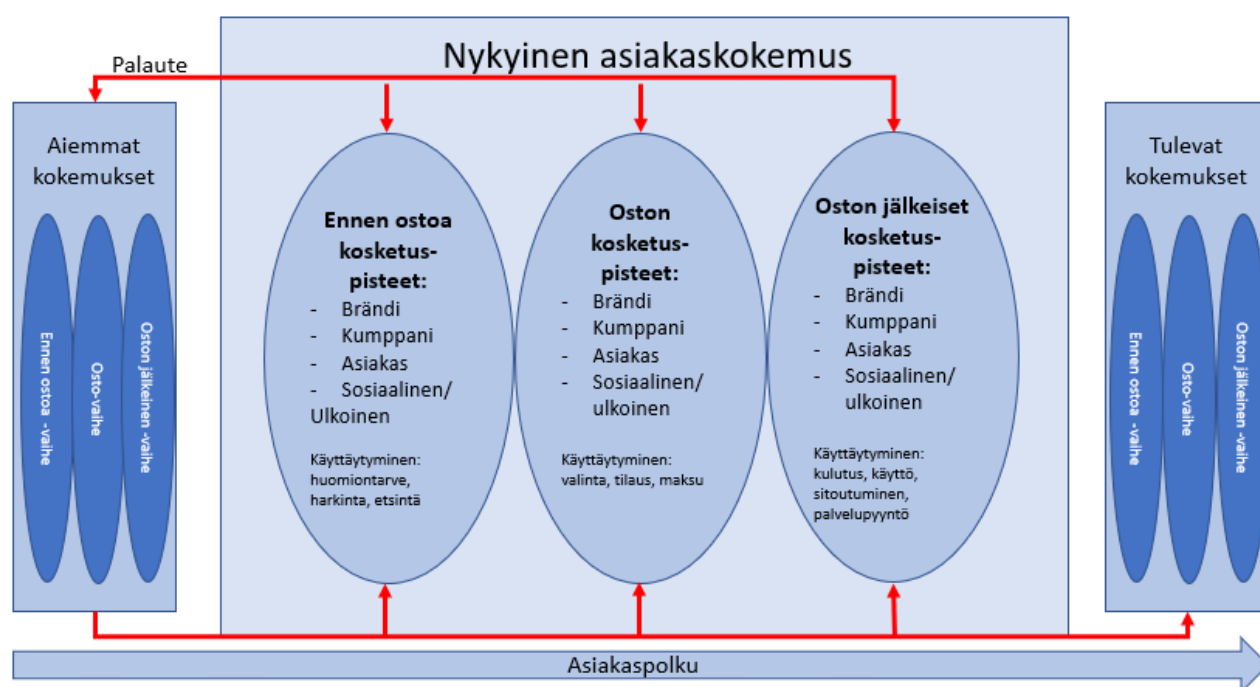 Nykyinen asiakaskokemus
Palaute
Aiemmat
kokemukset
Ennen ostoa -vaihe
Osto-vaihe
Oston jälkeinen -vaihe
Ennen ostoa
kosketus-
pisteet:
- Brändi
- Kumppani
- Asiakas
- Sosiaalinen/
Ulkoinen
Käyttäytyminen:
huomiontarve,
harkinta, etsintä
Oston
kosketus-
pisteet:
- Brändi
- Kumppani
- Asiakas
- Sosiaalinen/
ulkoinen
Käyttäytyminen:
valinta, tilaus, maksu
Oston jälkeiset
kosketus-
pisteet:
- Brändi
- Kumppani
- Asiakas
- Sosiaalinen/
ulkoinen
Käyttäytyminen:
kulutus, käyttö,
sitoutuminen,
palvelupyyntö
Tulevat
kokemukset
Ennen ostoa -vaihe
Osto-vaihe
Oston jälkeinen -vaihe
Asiakaspolku